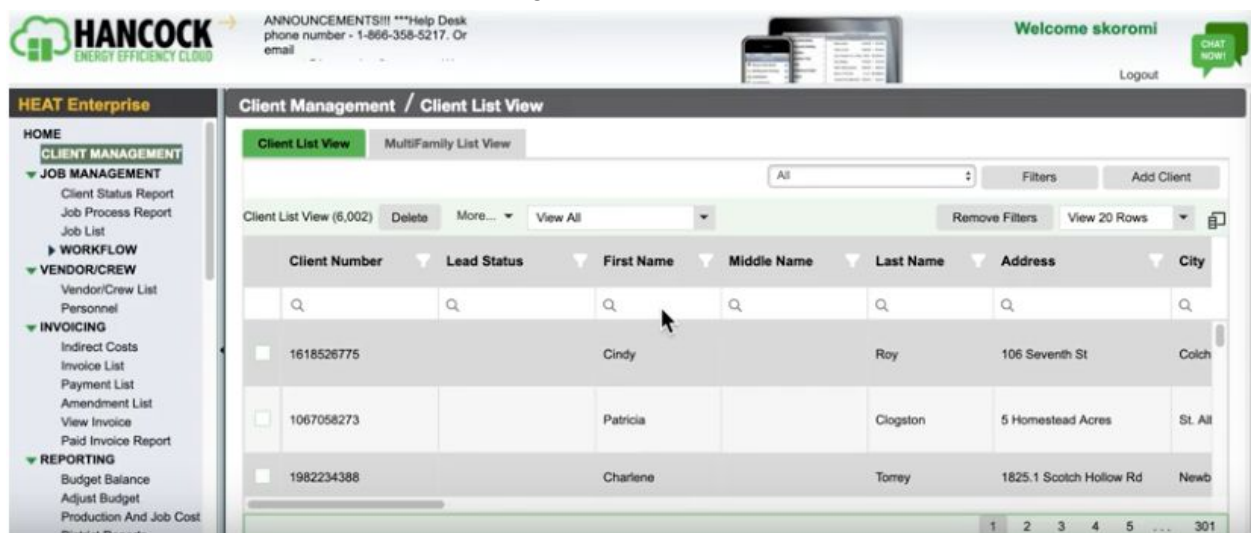 HANCOCK
ENERGY EFFICIENCY CLOUD
ANNOUNCEMENTS!!! ***Help Desk
phone number - 1-866-358-5217. Or
email
Welcome skoromi
CHAT
NOW!
Logout
HEAT Enterprise
HOME
CLIENT MANAGEMENT
JOB MANAGEMENT
Client Status Report
Job Process Report
Job List
WORKFLOW
VENDOR/CREW
Vendor/Crew List
Personnel
INVOICING
Indirect Costs
Invoice List
Payment List
Amendment List
View Invoice
Paid Invoice Report
REPORTING
Budget Balance
Adjust Budget
Production And Job Cost
Client Management / Client List View
Client List View MultiFamily List View
All Filters Add Client
Client List View (6,002) Delete More... View All Remove Filters View 20 Rows
Client Number Lead Status First Name Middle Name Last Name Address City
1618526775 Cindy Roy 106 Seventh St Colch
1067058273 Patricia Clogston 5 Homestead Acres St. Al
1982234388 Charlene Torrey 1825.1 Scotch Hollow Rd Newb
1 2 3 4 5 ... 301